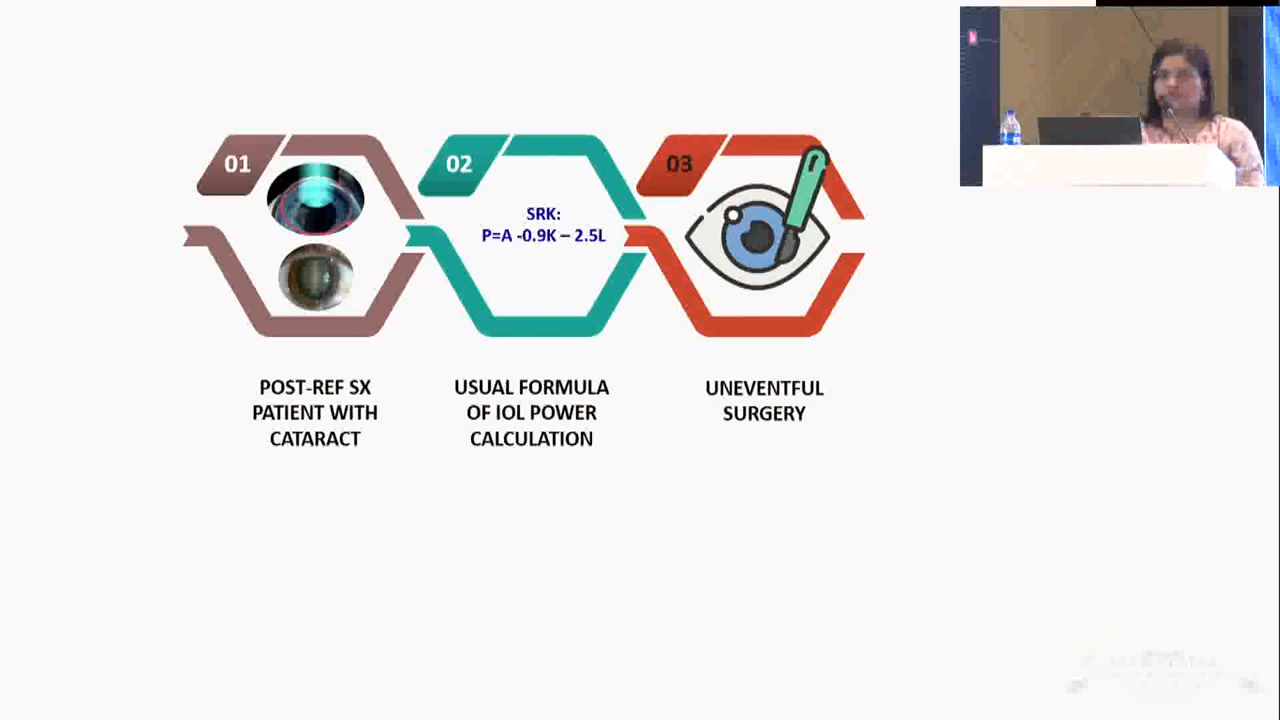 01
02
03
SRK:
P=A -0.9K – 2.5L
POST-REF SX
PATIENT WITH
CATARACT
USUAL FORMULA
OF IOL POWER
CALCULATION
UNEVENTFUL
SURGERY